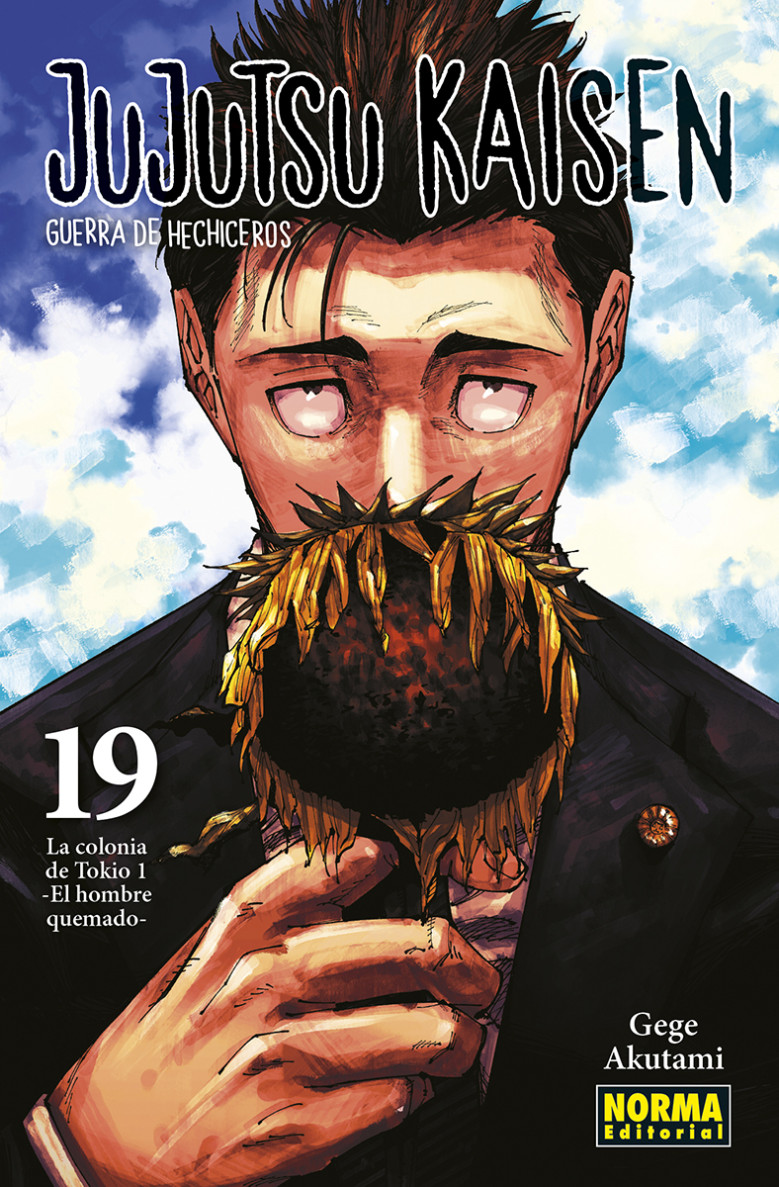 JUJUTSU KAISEN
GUERRA DE HECHICEROS
19
La colonia
de Tokio 1
-El hombre
quemado-
Gege
Akutami
NORMA
Editorial